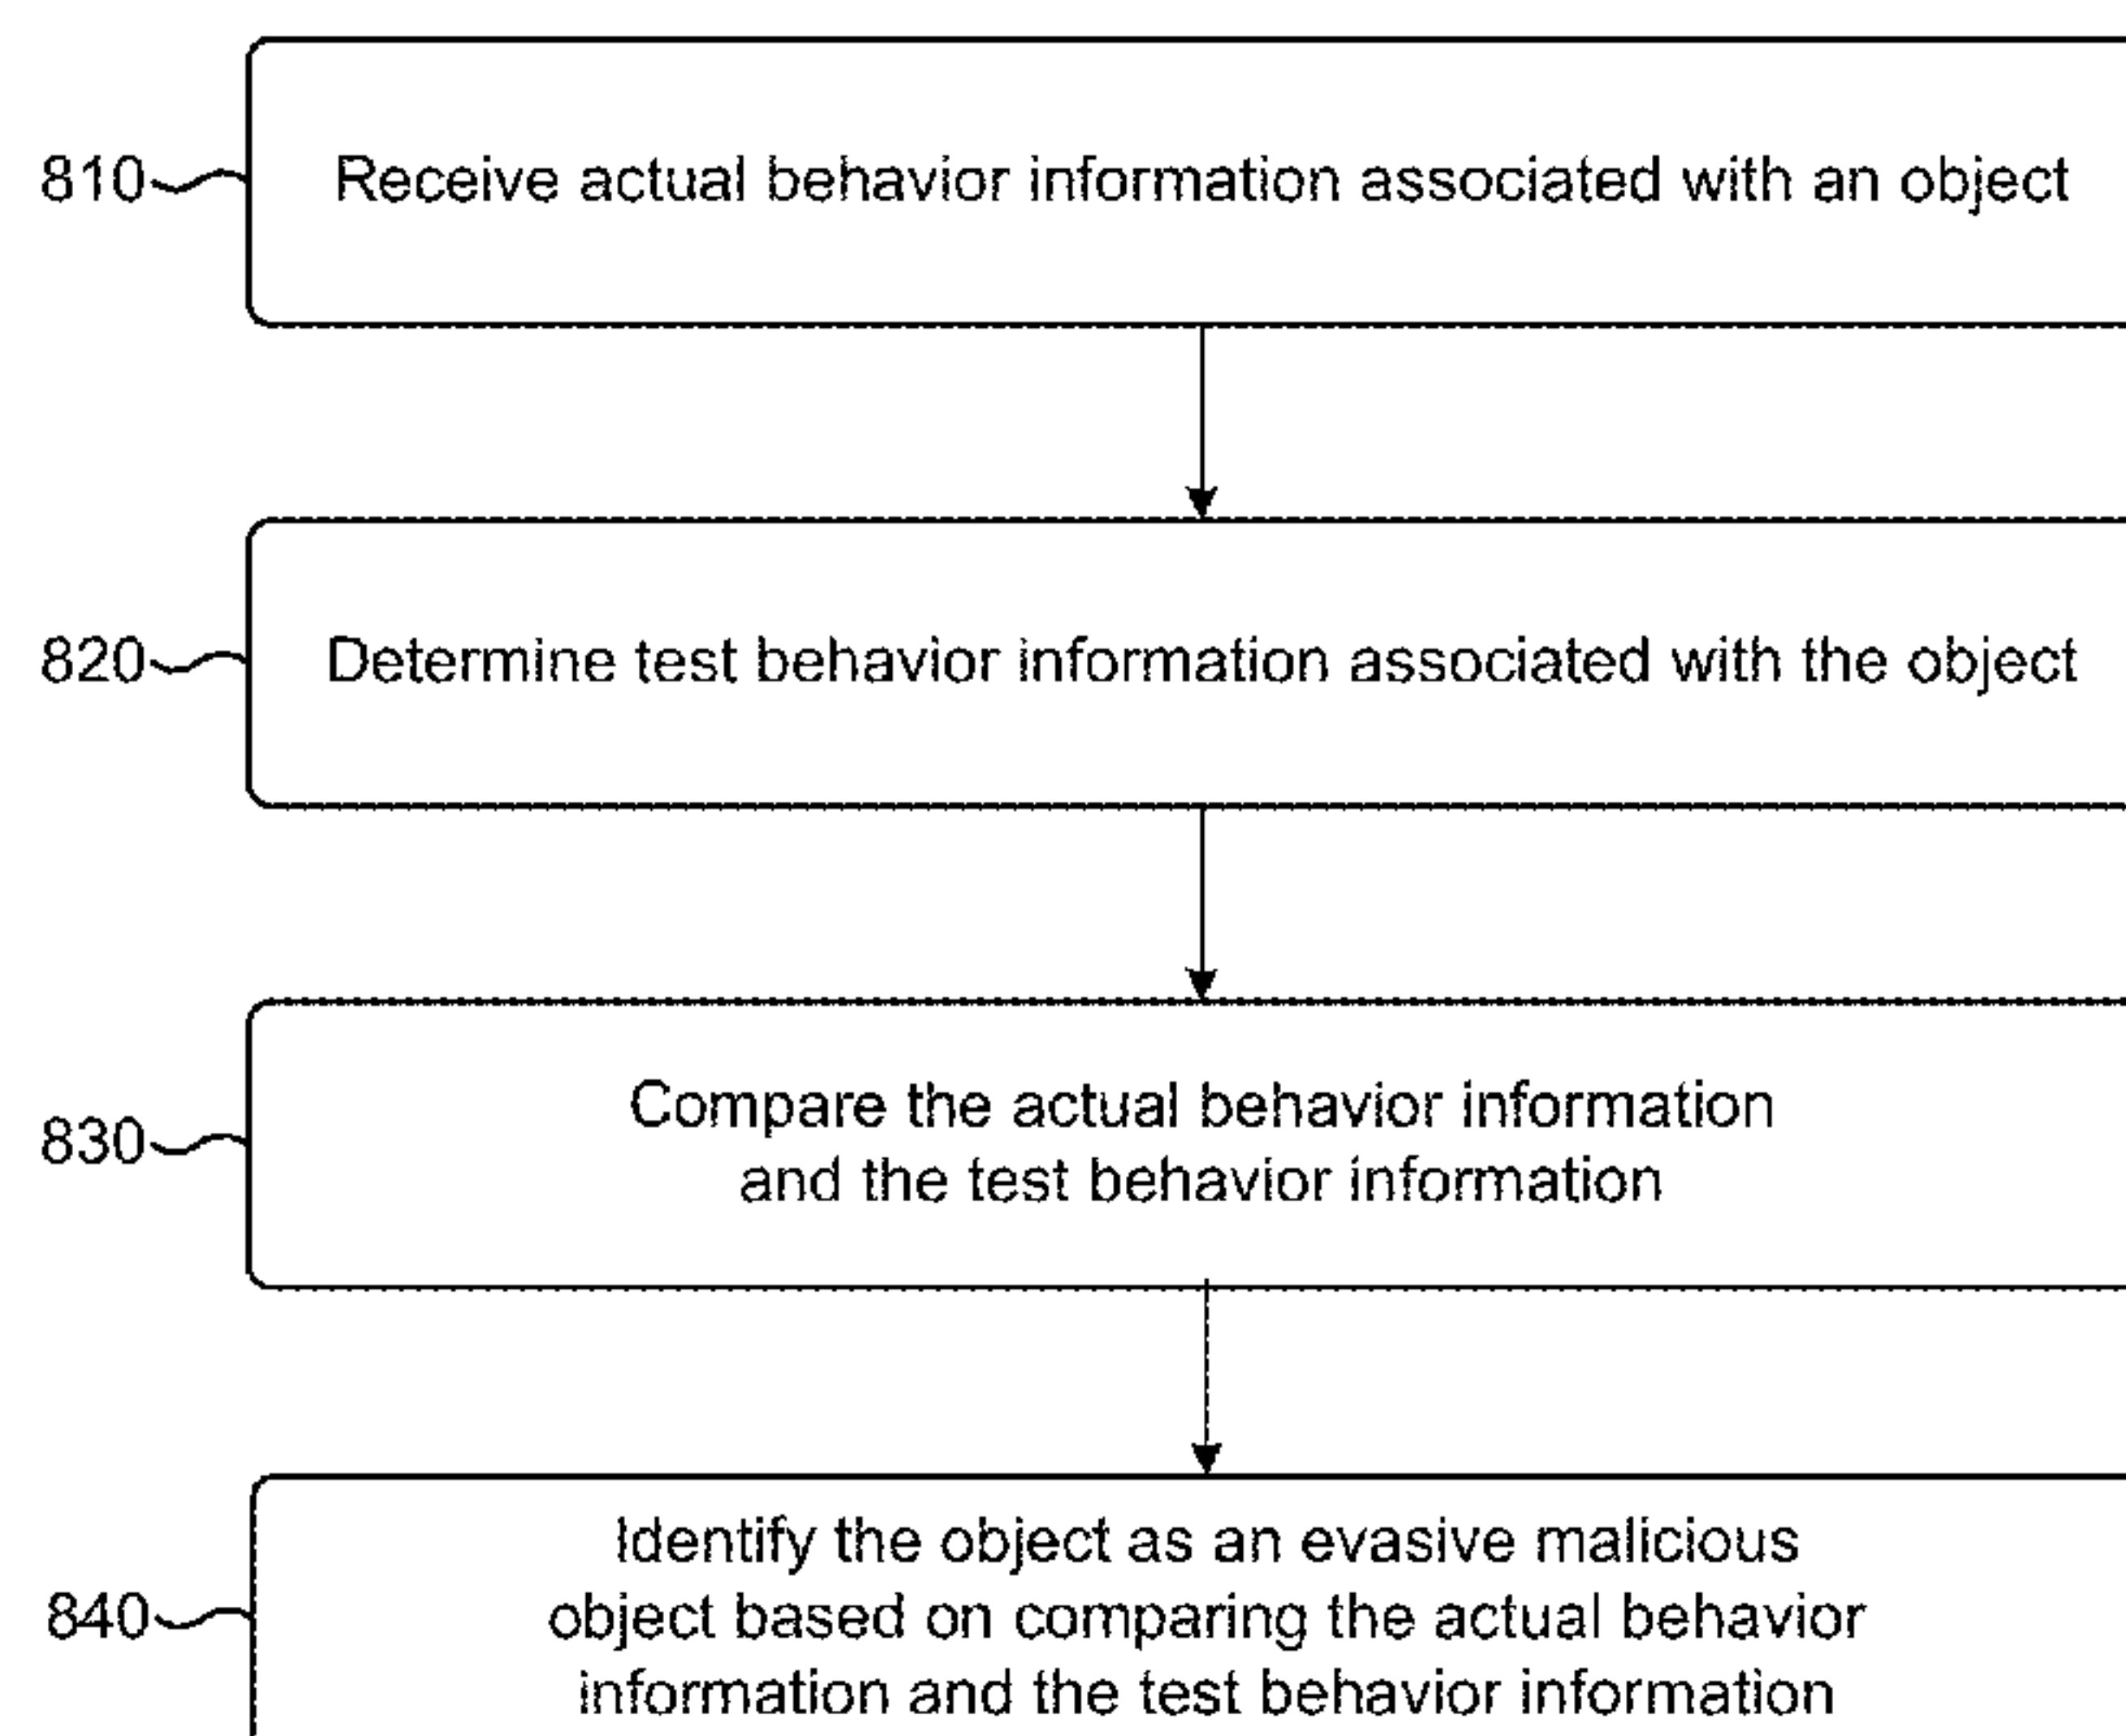 810
Receive actual behavior information associated with an object
820
Determine test behavior information associated with the object
830
Compare the actual behavior information
and the test behavior information
840
Identify the object as an evasive malicious
object based on comparing the actual behavior
information and the test behavior information